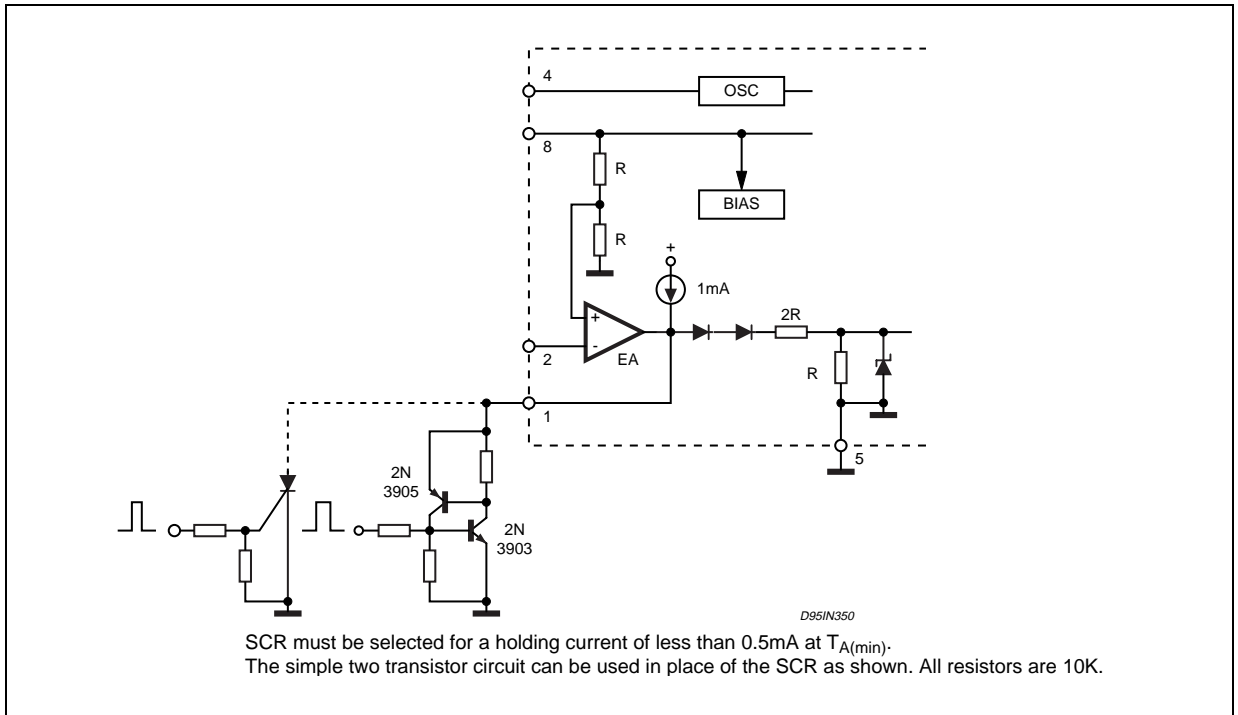 4
OSC
8
R
BIAS
R
+
1mA
2R
+
-
EA
2
R
1
5
2N
3905
2N
3903
D95IN350
SCR must be selected for a holding current of less than 0.5mA at TA(min).
The simple two transistor circuit can be used in place of the SCR as shown. All resistors are 10K.